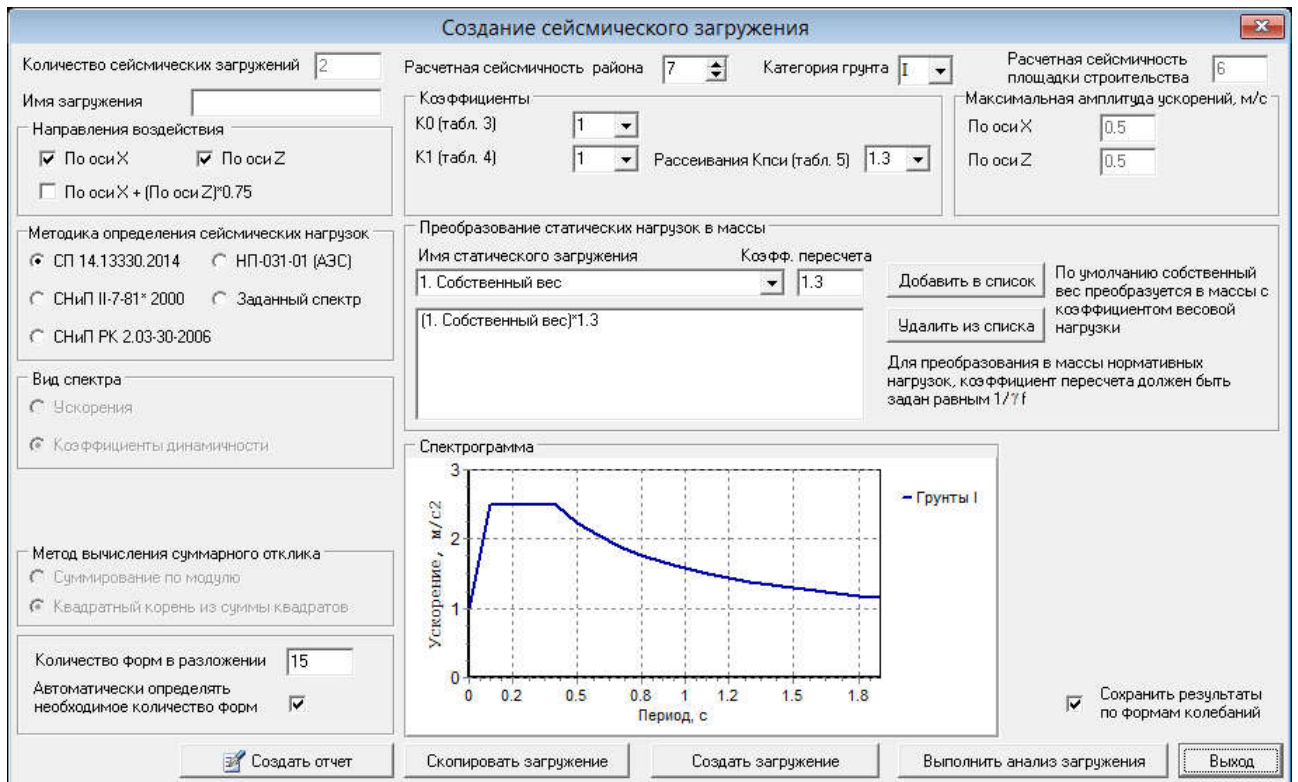 Создание сейсмического загружения
Количество сейсмических загружений 2
Расчетная сейсмичность района 7
Категория грунта I
Расчетная сейсмичность
площадки строительства 6
Имя загружения
Направления воздействия
По оси X
По оси Z
По оси X + (По оси Z)*0.75
Коэффициенты
К0 (табл. 3) 1
К1 (табл. 4) 1
Рассеивания Кпси (табл. 5) 1.3
Максимальная амплитуда ускорений, м/с
По оси X 0.5
По оси Z 0.5
Методика определения сейсмических нагрузок
СП 14.13330.2014
НП-031-01 (АЭС)
СНиП II-7-81* 2000
Заданный спектр
СНиП РК 2.03-30-2006
Преобразование статических нагрузок в массы
Имя статического загружения
Коэфф. пересчета
1. Собственный вес
1.3
(1. Собственный вес)*1.3
Добавить в список
Удалить из списка
По умолчанию собственный
вес преобразуется в массы с
коэффициентом весовой
нагрузки
Для преобразования в массы нормативных
нагрузок, коэффициент пересчета должен быть
задан равным 1/γf
Вид спектра
Ускорения
Коэффициенты динамичности
Метод вычисления суммарного отклика
Суммирование по модулю
Квадратный корень из суммы квадратов
Количество форм в разложении 15
Автоматически определять
необходимое количество форм
Спектрограмма
Ускорение, м/с2
3
2
1
0
0 0.2 0.5 0.8 1 1.2 1.5 1.8
Период, с
Грунты I
Сохранить результаты
по формам колебаний
Создать отчет
Скопировать загружение
Создать загружение
Выполнить анализ загружения
Выход